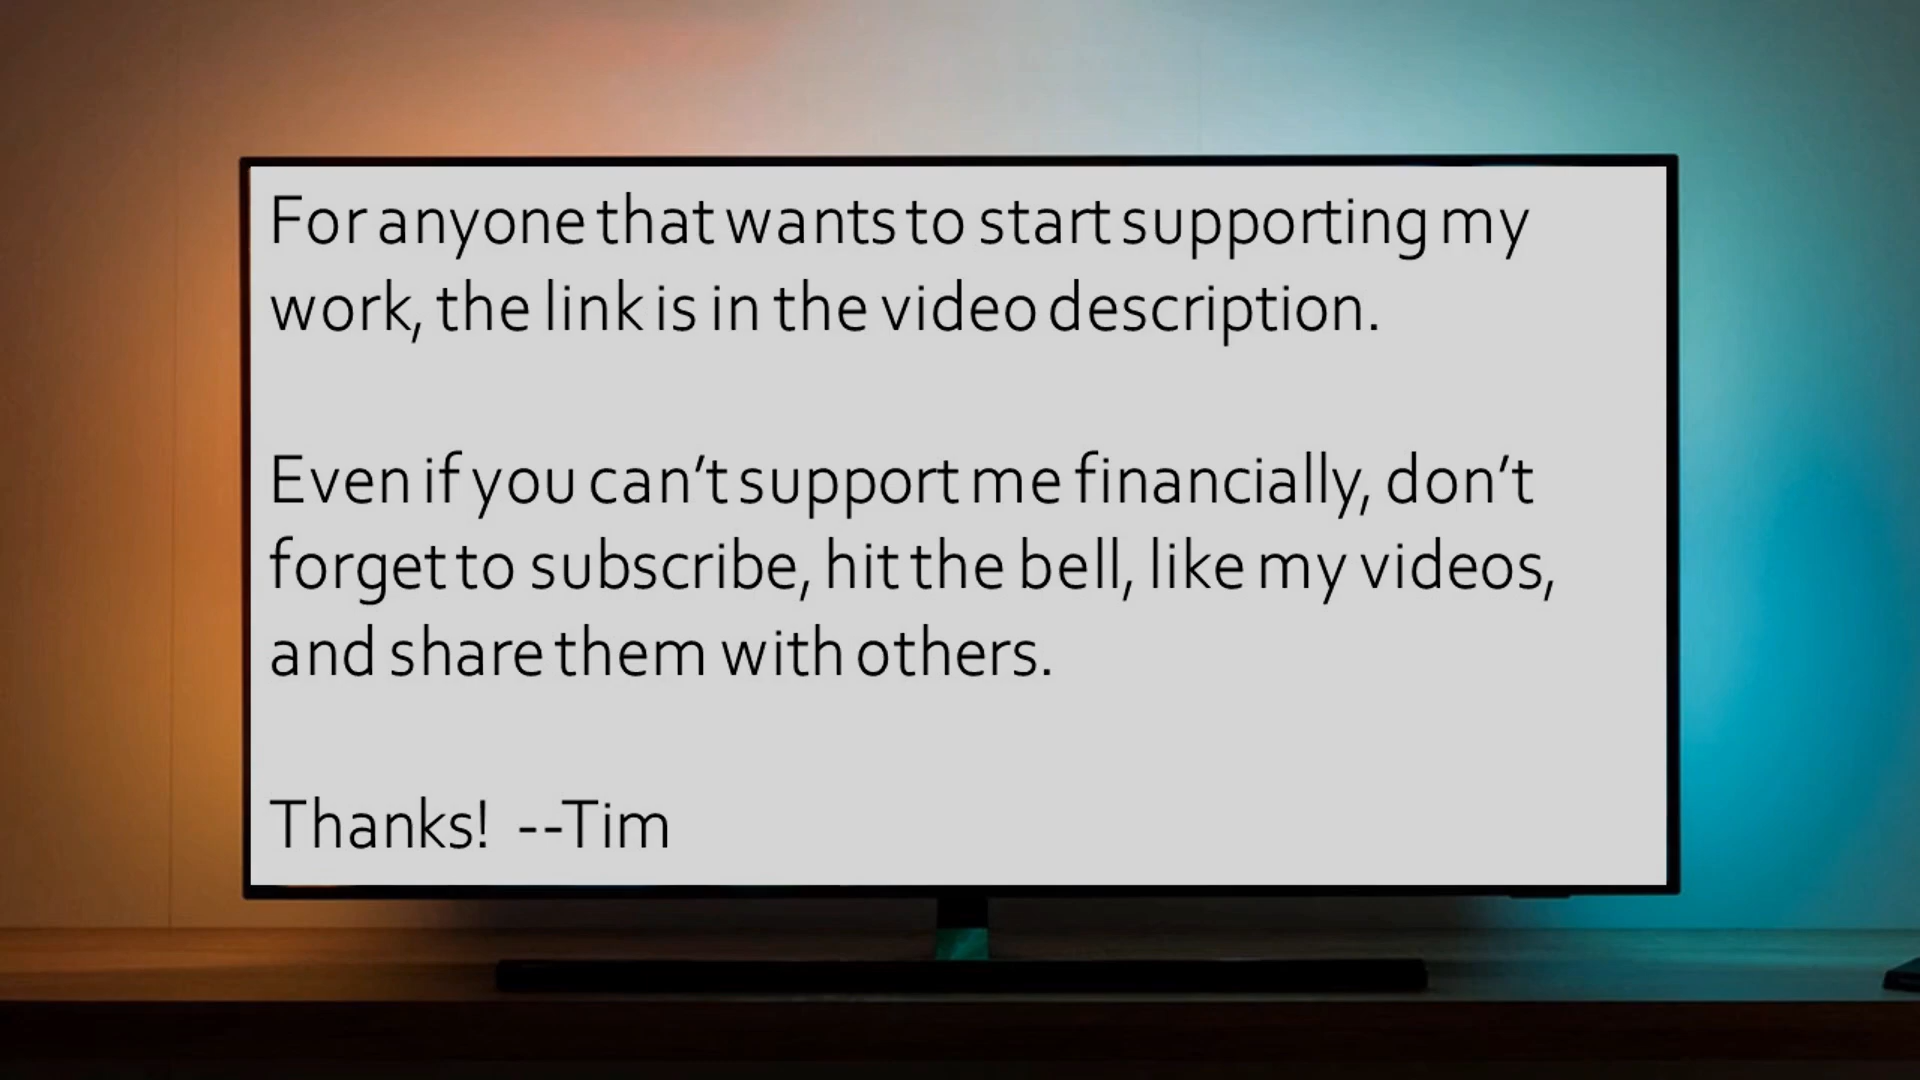 For anyone that wants to start supporting my
work, the link is in the video description.
Even if you can’t support me financially, don’t
forget to subscribe, hit the bell, like my videos,
and share them with others.
Thanks!  --Tim